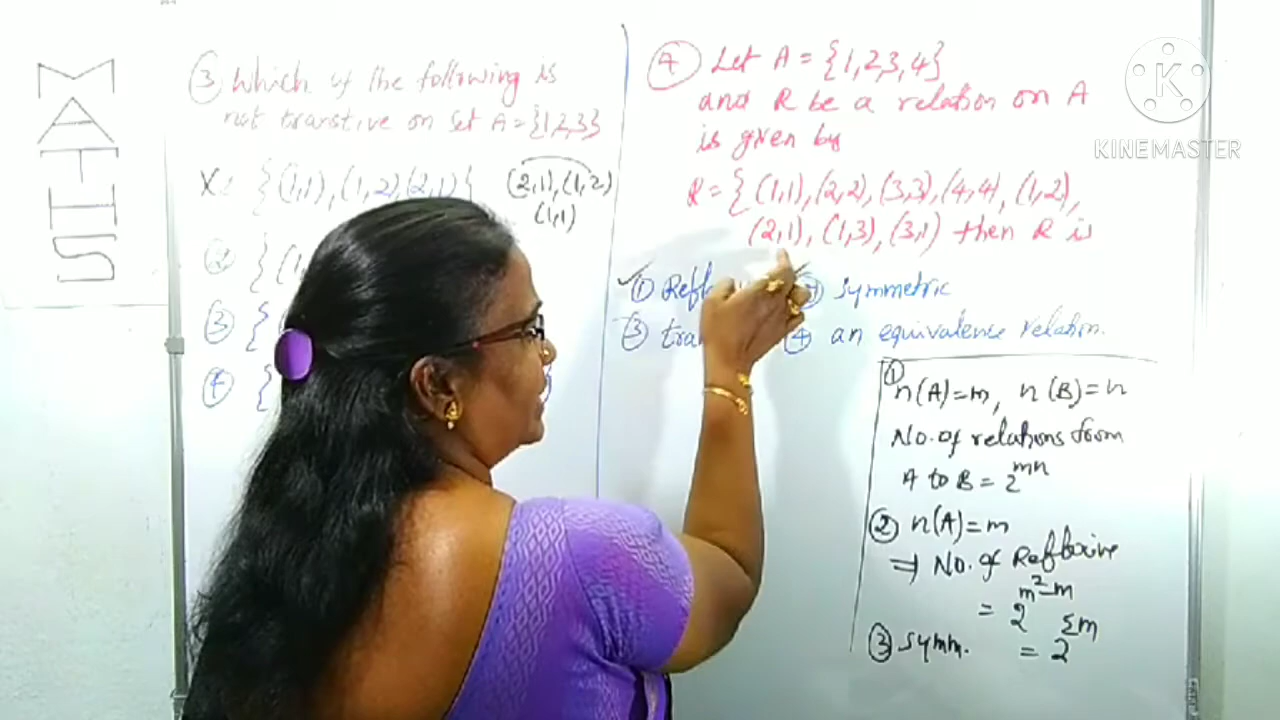 MATHS
③ Which of the following is
not transtive on Set A = {1,2,3}
X: {(1,1), (1,2), (2,1)}
(2,1), (1,2)
(1,1)
② {(1,
③ {
④ {
④ Let A = {1,2,3,4}
and R be a relation on A
is given by
R = {(1,1), (2,2), (3,3), (4,4), (1,2),
(2,1), (1,3), (3,1) then R is
✓① Refl
② Symmetric
③ tra
④ an equivalence relation.
① n(A)=m, n(B)=n
No. of relations from
A to B = 2^mn
② n(A)=m
⇒ No. of Reflexive
= 2^m²-m
③ Symm. = 2^Σm
K
KINEMASTER